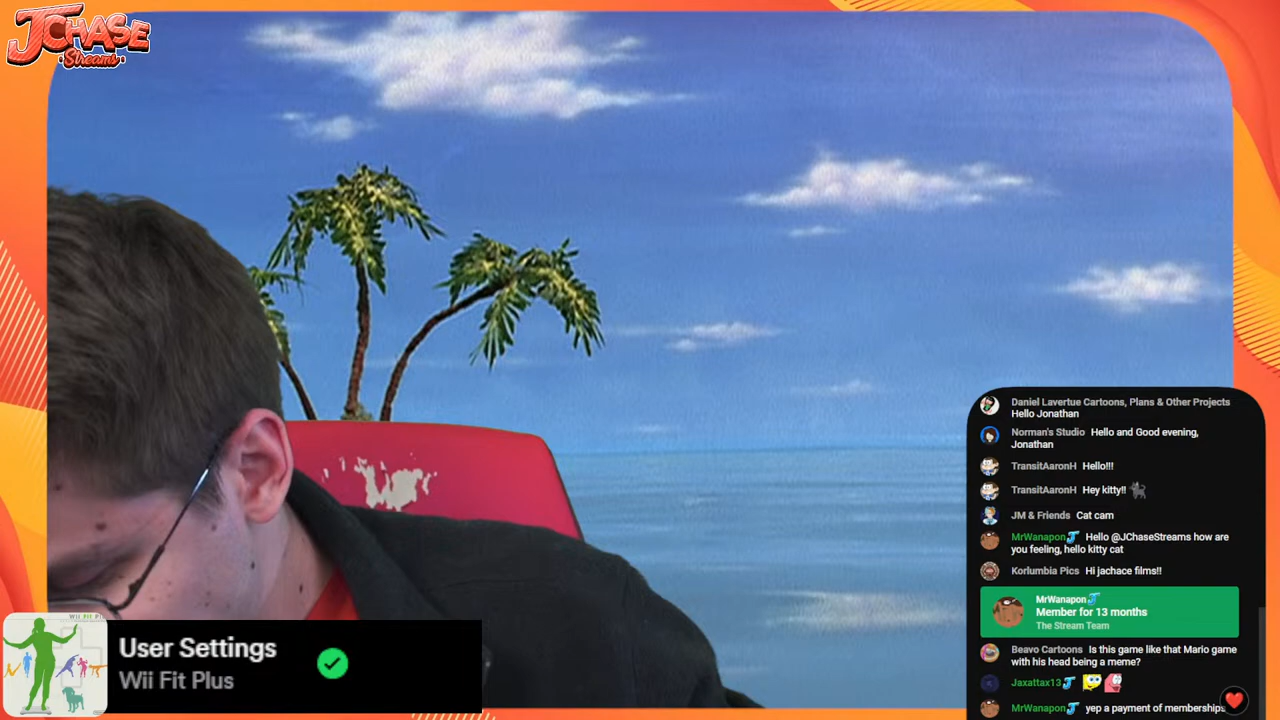 JCHASE
Streams
Daniel Lavertue Cartoons, Plans & Other Projects
Hello Jonathan
Norman's Studio Hello and Good evening,
Jonathan
TransitAaronH Hello!!!
TransitAaronH Hey kitty!!
JM & Friends Cat cam
MrWanapon Hello @JChaseStreams how are
you feeling, hello kitty cat
Korlumbia Pics Hi jachace films!!
MrWanapon
Member for 13 months
The Stream Team
Beavo Cartoons Is this game like that Mario game
with his head being a meme?
Jaxattax13
MrWanapon yep a payment of memberships
User Settings
Wii Fit Plus